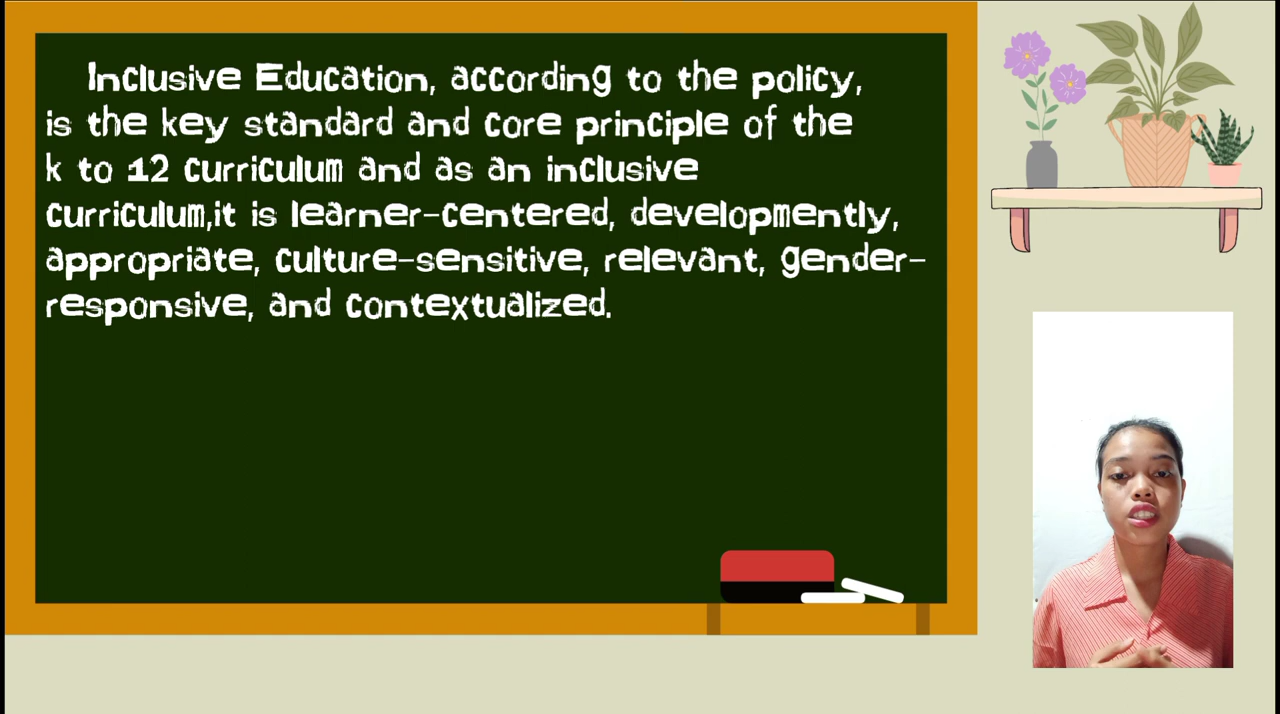 Inclusive Education, according to the policy,
is the key standard and core principle of the
k to 12 curriculum and as an inclusive
curriculum,it is learner-centered, developmently,
appropriate, culture-sensitive, relevant, gender-
responsive, and contextualized.